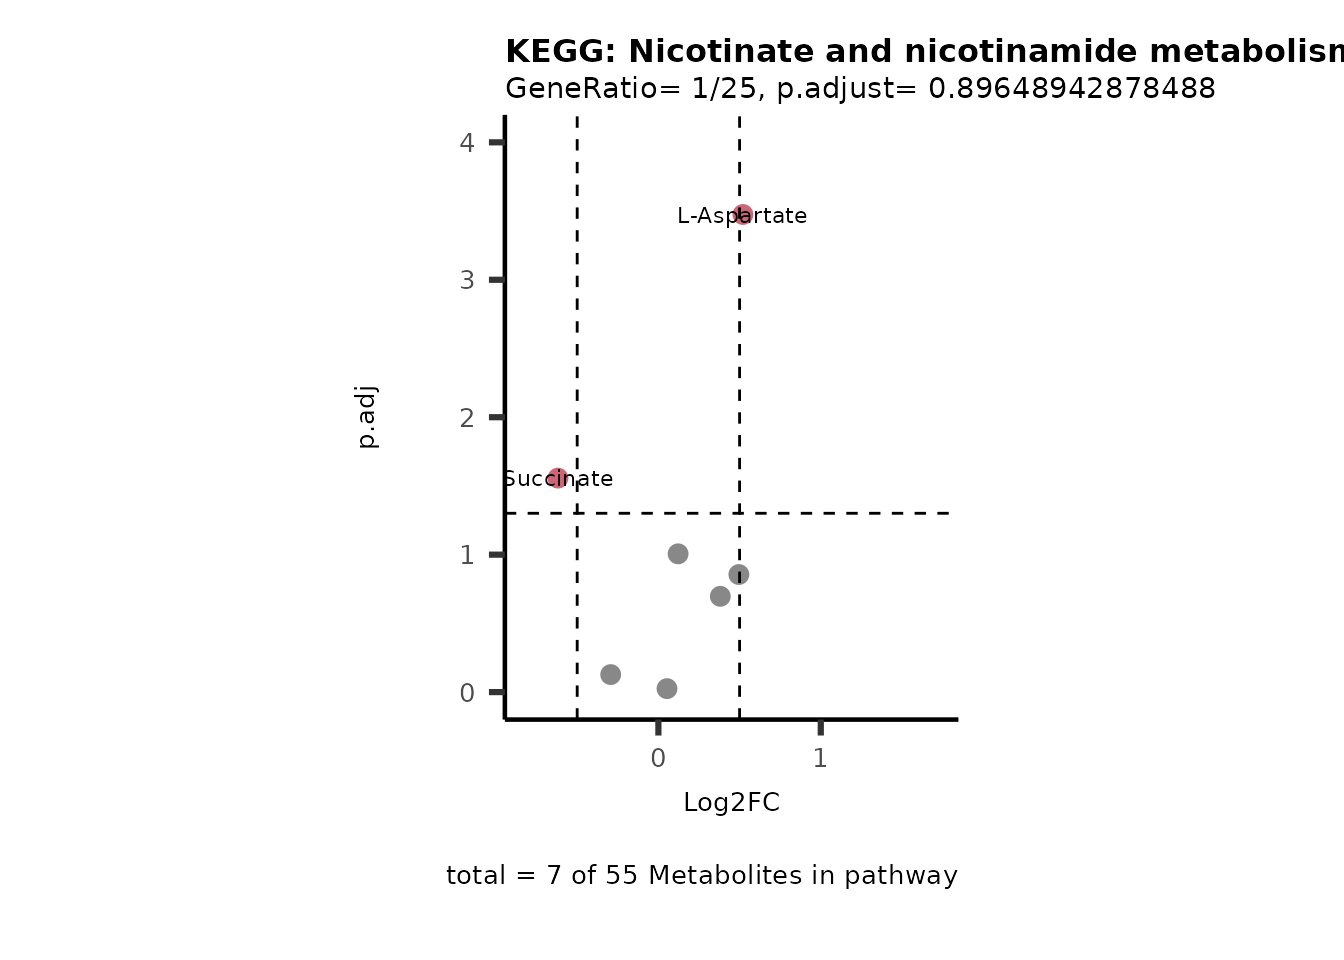 KEGG: Nicotinate and nicotinamide metabolism
GeneRatio= 1/25, p.adjust= 0.89648942878488
4
L-Aspartate
3
p.adj
2
Succinate
1
0
0 1
Log2FC
total = 7 of 55 Metabolites in pathway